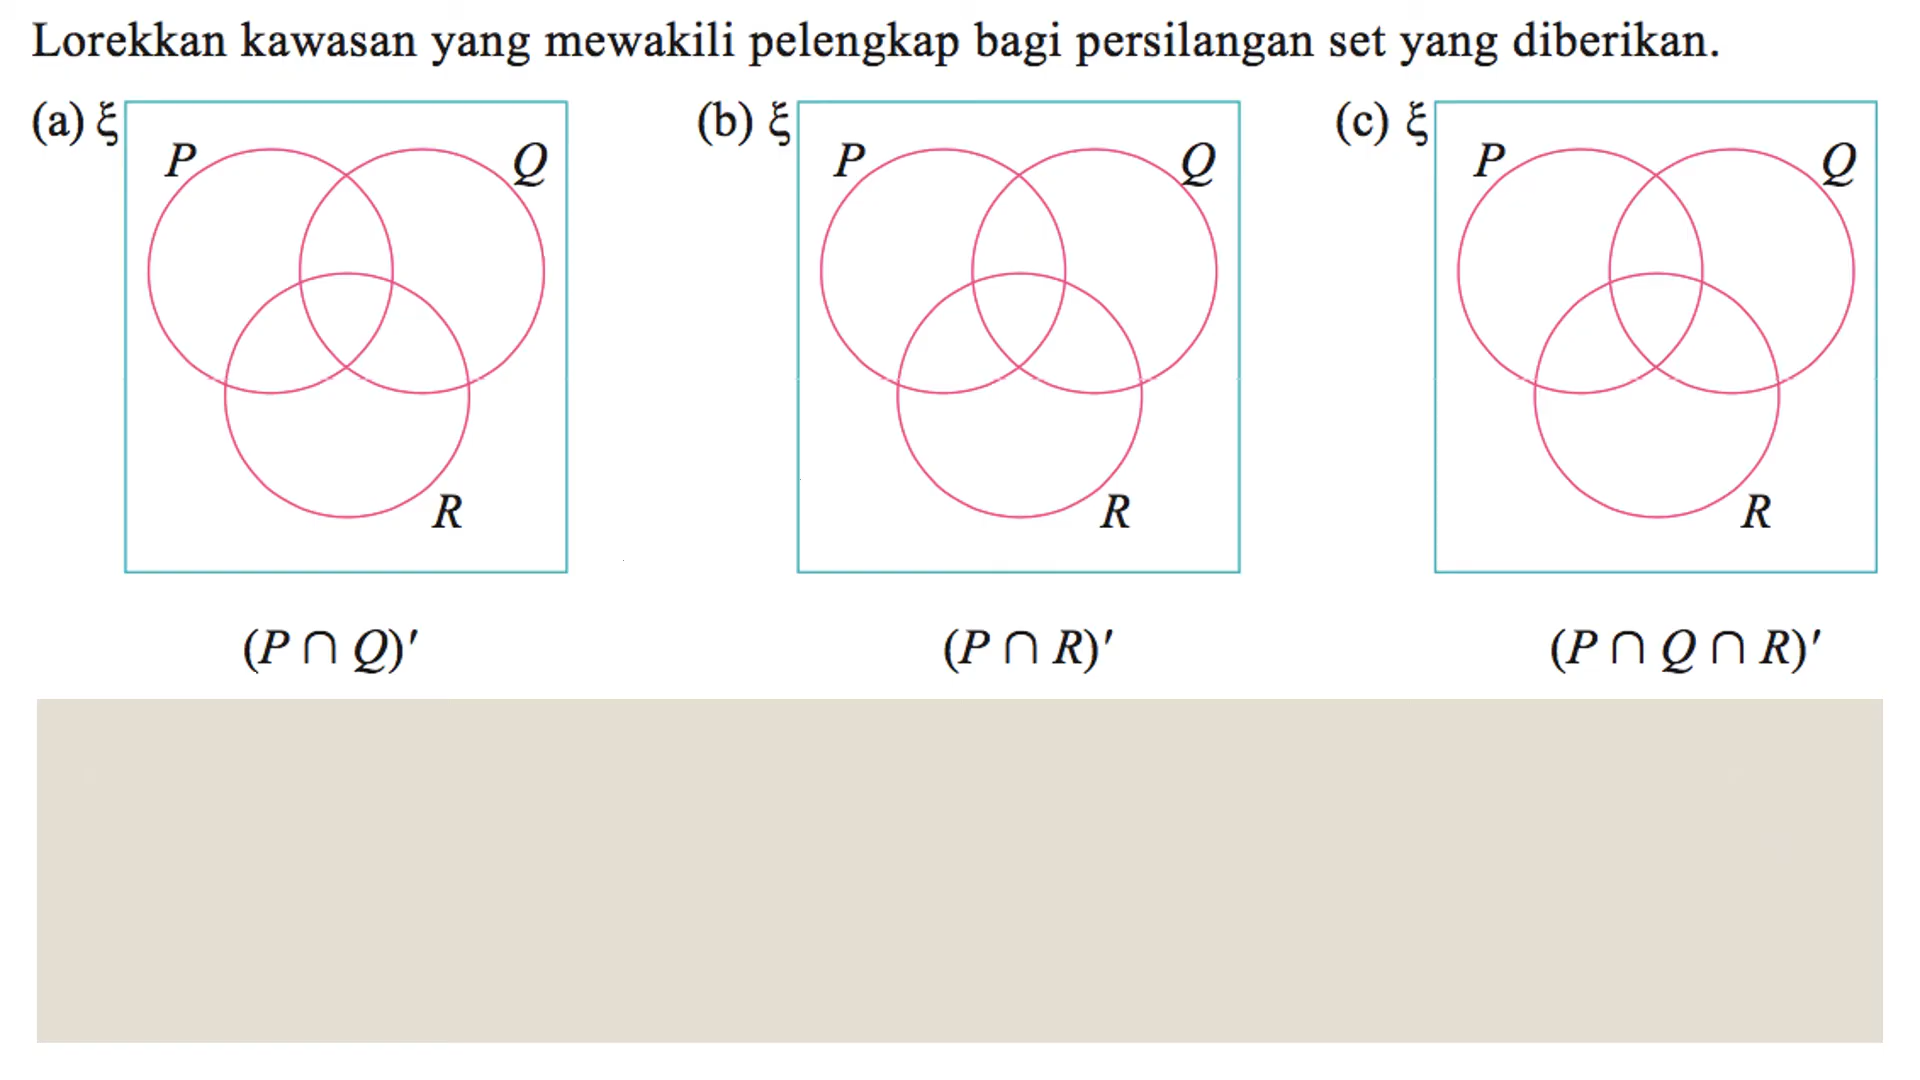 Lorekkan kawasan yang mewakili pelengkap bagi persilangan set yang diberikan.
(a) ξ (b) ξ (c) ξ
P Q P Q P Q
R R R
(P ∩ Q)′ (P ∩ R)′ (P ∩ Q ∩ R)′